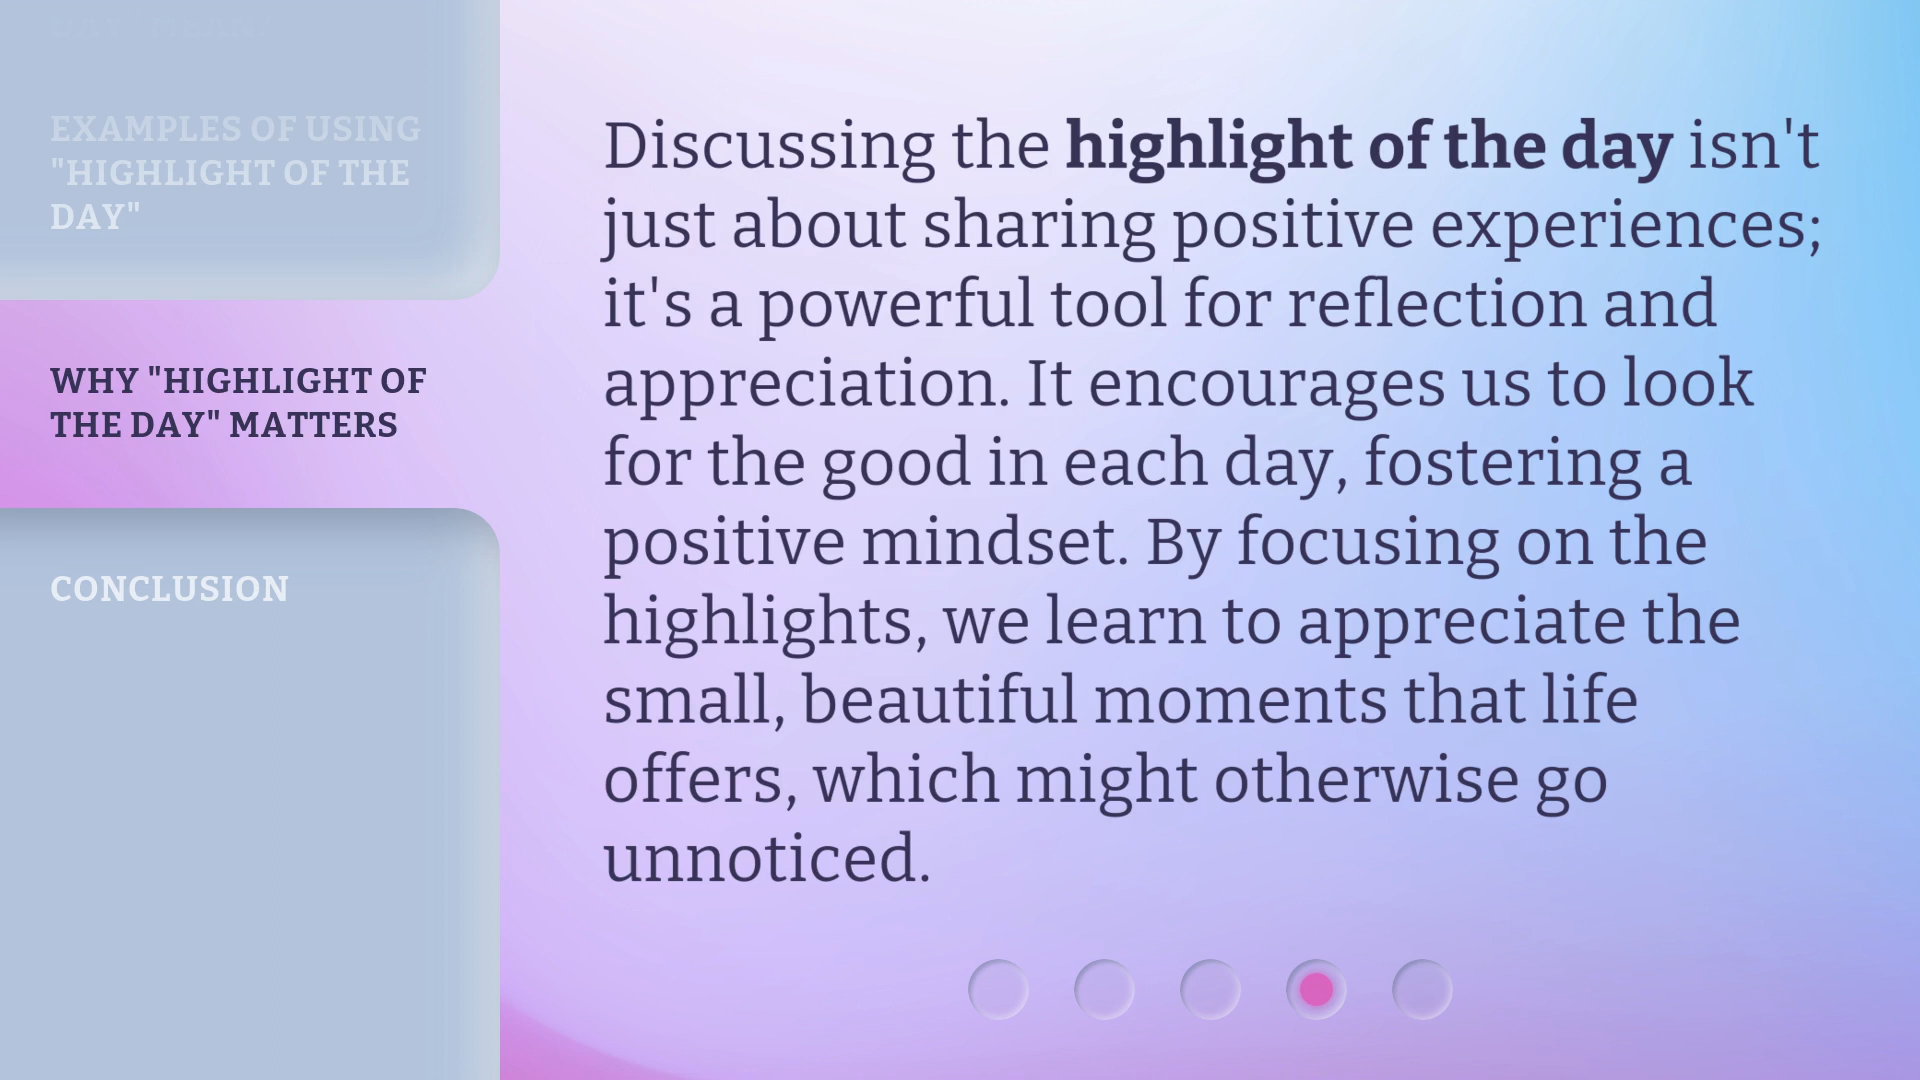 EXAMPLES OF USING
"HIGHLIGHT OF THE
DAY"
WHY "HIGHLIGHT OF
THE DAY" MATTERS
CONCLUSION
Discussing the highlight of the day isn't
just about sharing positive experiences;
it's a powerful tool for reflection and
appreciation. It encourages us to look
for the good in each day, fostering a
positive mindset. By focusing on the
highlights, we learn to appreciate the
small, beautiful moments that life
offers, which might otherwise go
unnoticed.